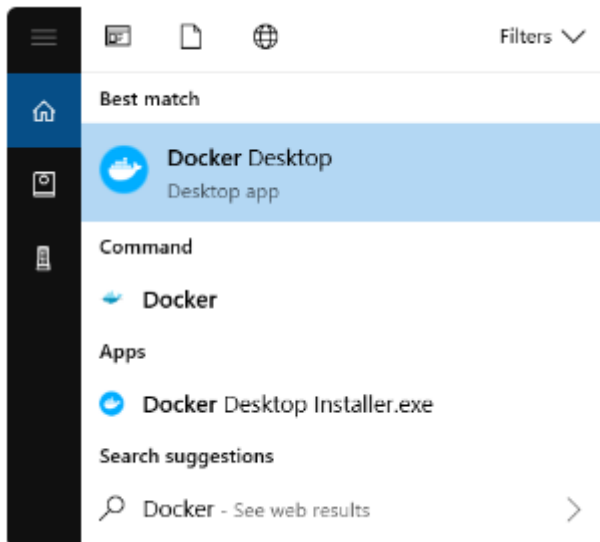 Filters
Best match
Docker Desktop
Desktop app
Command
Docker
Apps
Docker Desktop Installer.exe
Search suggestions
Docker - See web results